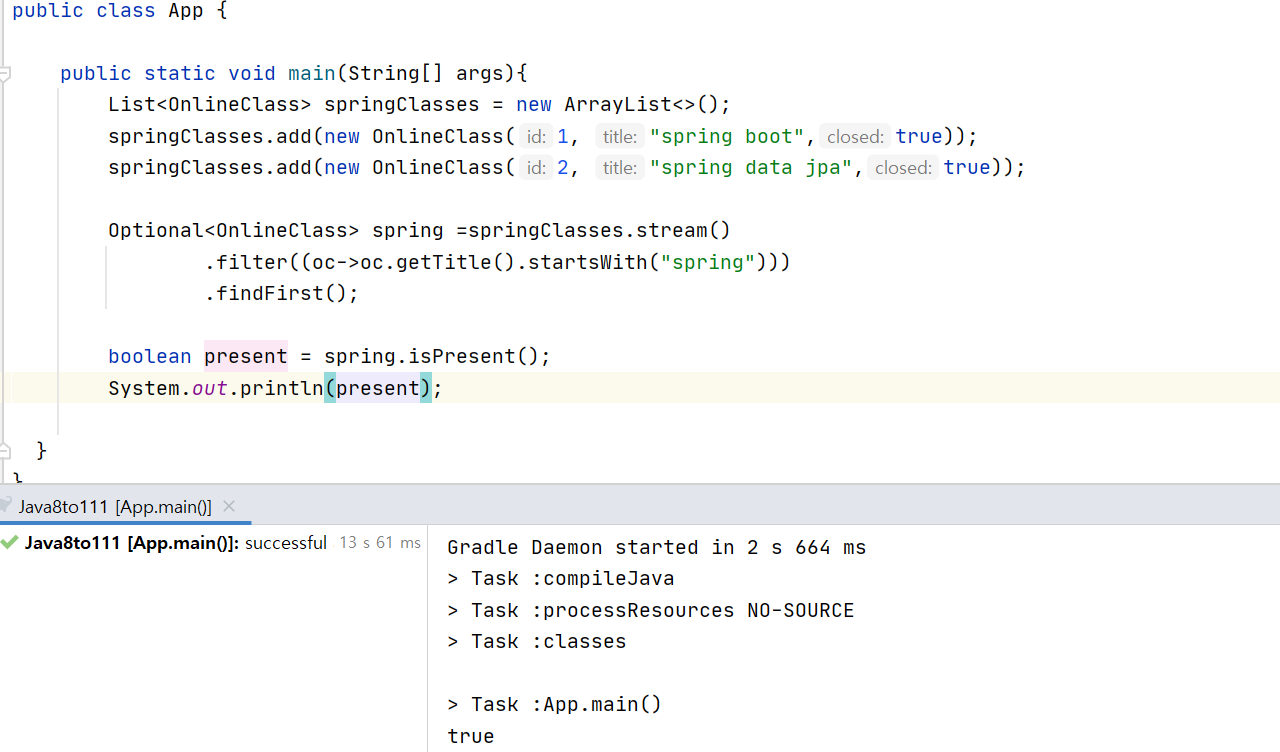 public class App {
public static void main(String[] args){
List<OnlineClass> springClasses = new ArrayList<>();
springClasses.add(new OnlineClass( id: 1, title: "spring boot", closed: true));
springClasses.add(new OnlineClass( id: 2, title: "spring data jpa", closed: true));
Optional<OnlineClass> spring =springClasses.stream()
.filter((oc->oc.getTitle().startsWith("spring")))
.findFirst();
boolean present = spring.isPresent();
System.out.println(present);
}
}
Java8to111 [App.main()] ×
Java8to111 [App.main()]: successful 13 s 61 ms
Gradle Daemon started in 2 s 664 ms
> Task :compileJava
> Task :processResources NO-SOURCE
> Task :classes
> Task :App.main()
true